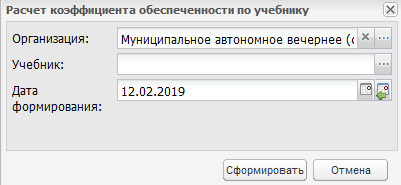 Расчет коэффициента обеспеченности по учебнику
Организация: Муниципальное автономное вечернее (с
Учебник:
Дата формирования: 12.02.2019
Сформировать Отмена